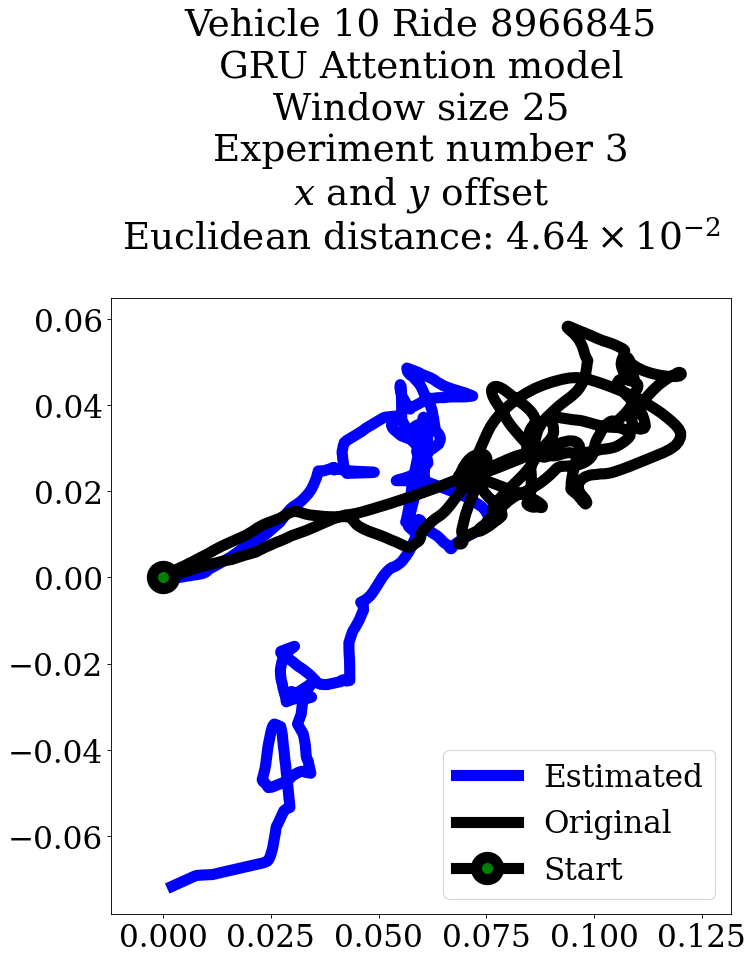 Vehicle 10 Ride 8966845
GRU Attention model
Window size 25
Experiment number 3
x and y offset
Euclidean distance: 4.64 × 10⁻²
0.06
0.04
0.02
0.00
−0.02
−0.04
−0.06
Estimated
Original
Start
0.000 0.025 0.050 0.075 0.100 0.125